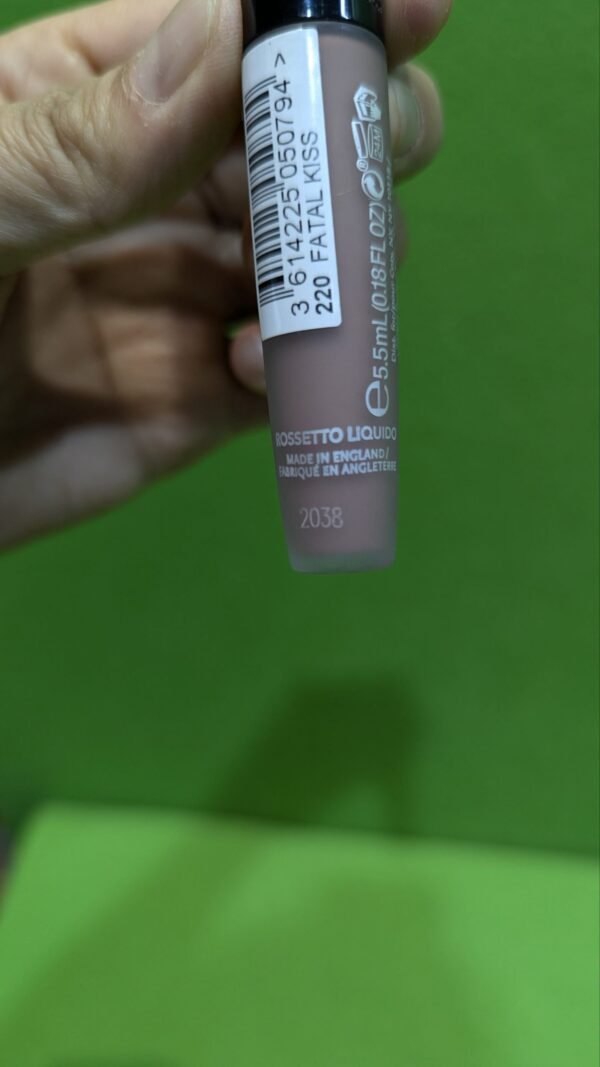 3 614225 050794 >
220 FATAL KISS
24M
e 5.5mL (0.18 FL OZ)
ROSSETTO LIQUIDO
MADE IN ENGLAND/
FABRIQUÉ EN ANGLETERRE
2038